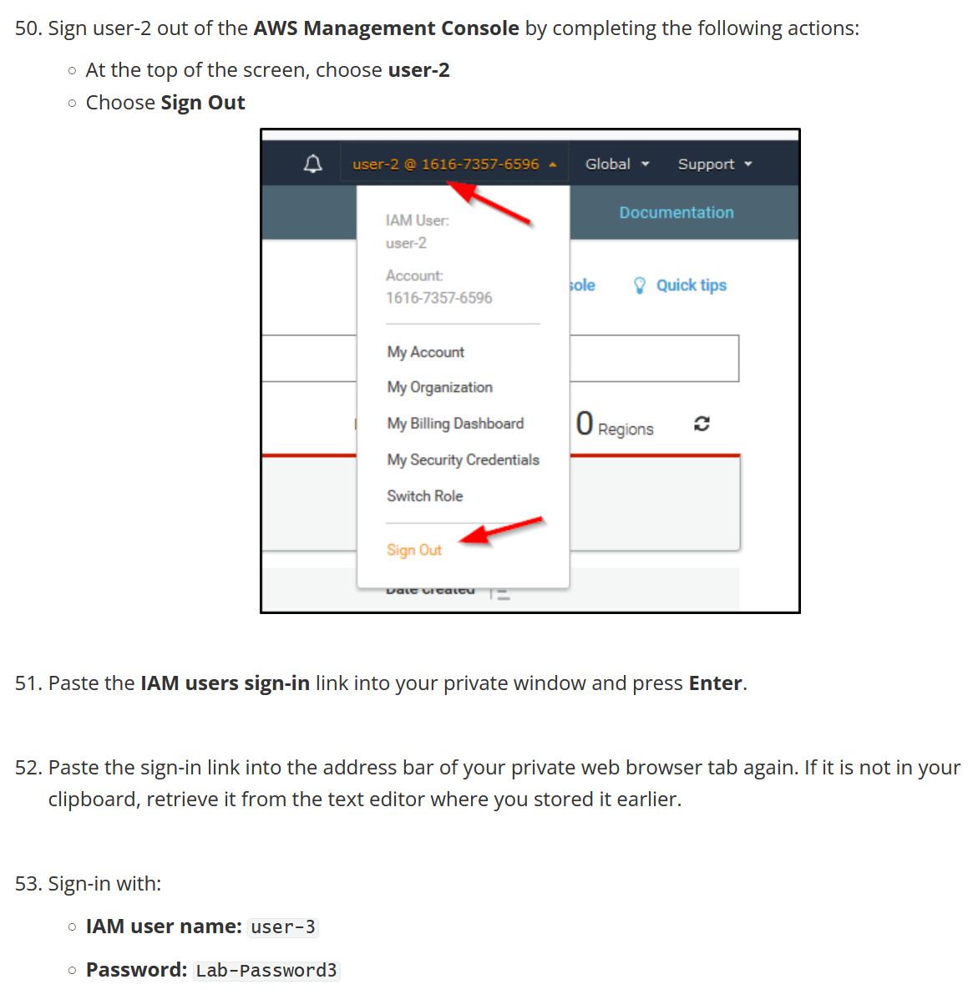 50. Sign user-2 out of the AWS Management Console by completing the following actions:
At the top of the screen, choose user-2
Choose Sign Out
user-2 @ 1616-7357-6596 Global Support
Documentation
IAM User:
user-2
Account:
1616-7357-6596
sole Quick tips
My Account
My Organization
My Billing Dashboard
0 Regions
My Security Credentials
Switch Role
Sign Out
Date created
51. Paste the IAM users sign-in link into your private window and press Enter.
52. Paste the sign-in link into the address bar of your private web browser tab again. If it is not in your
clipboard, retrieve it from the text editor where you stored it earlier.
53. Sign-in with:
IAM user name: user-3
Password: Lab-Password3